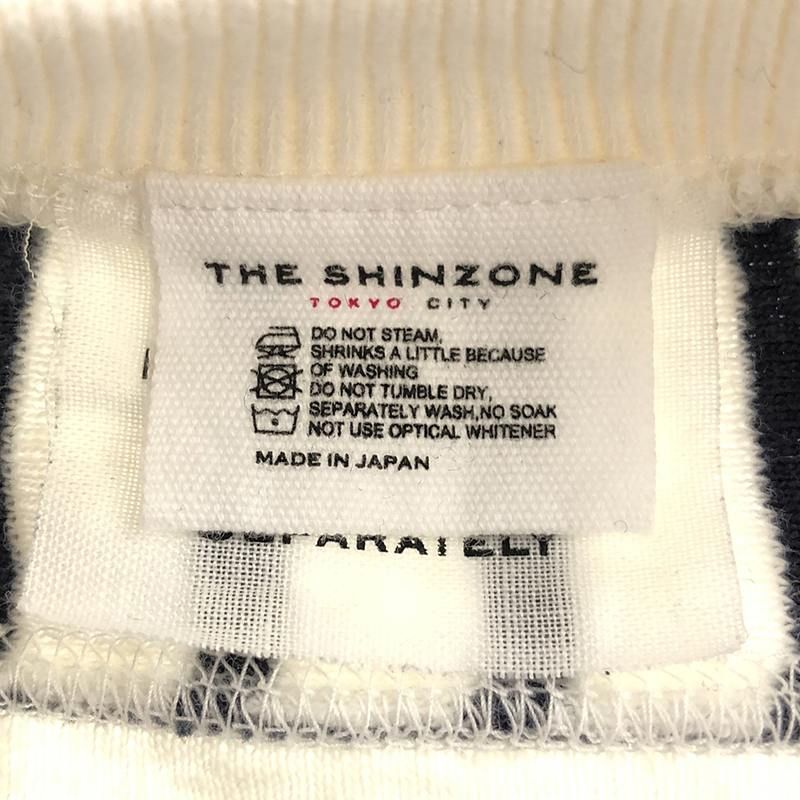 THE SHINZONE
TOKYO CITY
DO NOT STEAM,
SHRINKS A LITTLE BECAUSE
OF WASHING
DO NOT TUMBLE DRY,
SEPARATELY WASH,NO SOAK
NOT USE OPTICAL WHITENER
MADE IN JAPAN
SEPARATELY